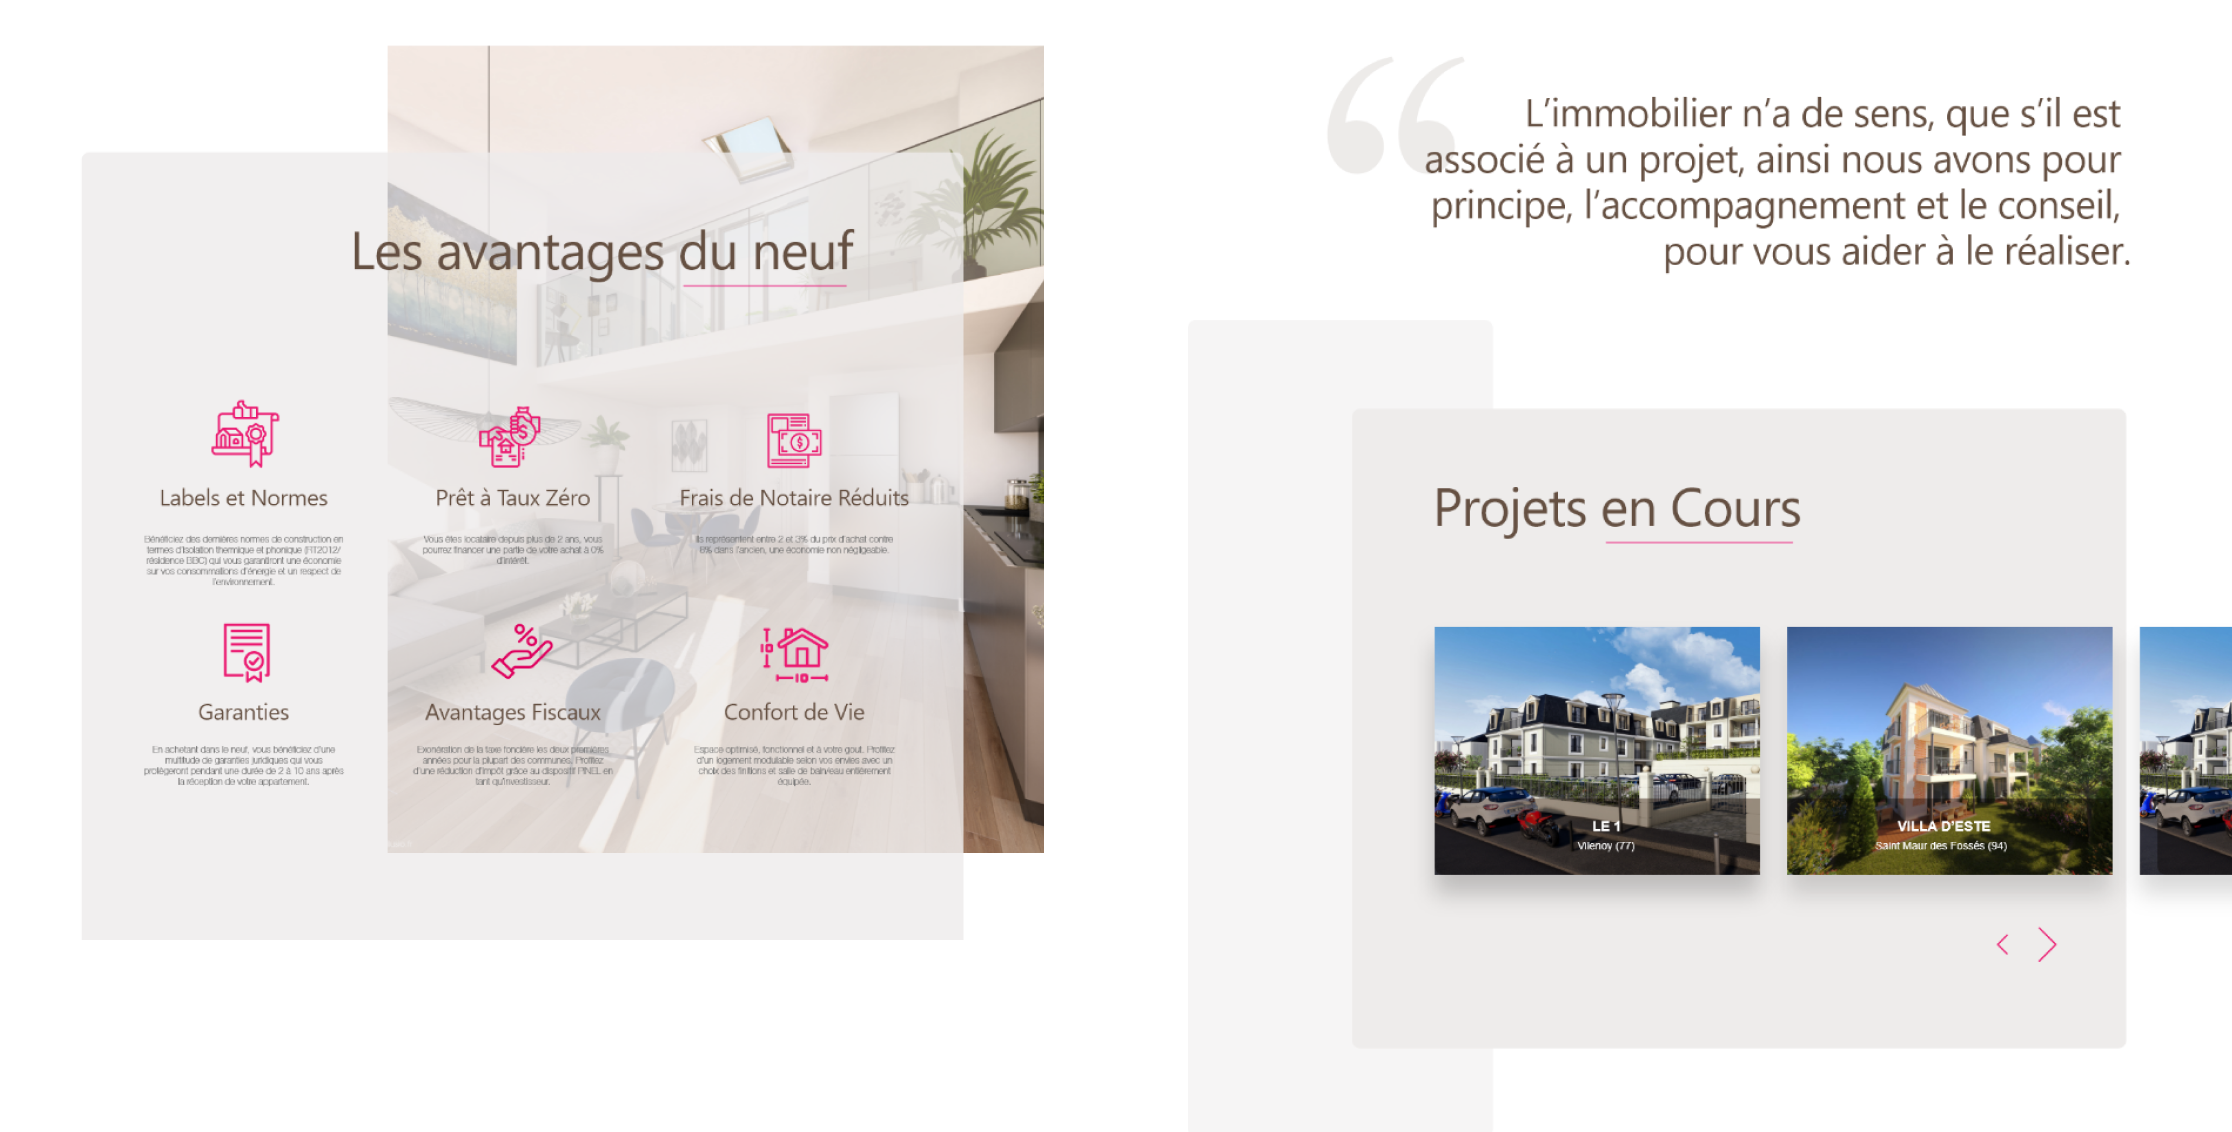 Les avantages du neuf
Labels et Normes
Bénéficiez des dernières normes de construction en
termes d'isolation thermique et phonique (RT2012/
résidence BBC) qui vous garantiront une économie
sur vos consommations d'énergie et un respect de
l'environnement.
Prêt à Taux Zéro
Vous êtes locataire depuis plus de 2 ans, vous
pourrez financer une partie de votre achat à 0%
d'intérêt.
Frais de Notaire Réduits
Ils représentent entre 2 et 3% du prix d'achat contre
6% dans l'ancien, une économie non négligeable.
Garanties
En achetant dans le neuf, vous bénéficiez d'une
multitude de garanties juridiques qui vous
protègeront pendant une durée de 2 à 10 ans après
la réception de votre appartement.
Avantages Fiscaux
Exonération de la taxe foncière les deux premières
années pour la plupart des communes. Profitez
d'une réduction d'impôt grâce au dispositif PINEL en
tant qu'investisseur.
Confort de Vie
Espace optimisé, fonctionnel et à votre gout. Profitez
d'un logement modulable selon vos envies avec un
choix des finitions et salle de bain/eau entièrement
équipée.
“
L'immobilier n'a de sens, que s'il est
associé à un projet, ainsi nous avons pour
principe, l'accompagnement et le conseil,
pour vous aider à le réaliser.
Projets en Cours
LE 1
Vilenoy (77)
VILLA D'ESTE
Saint Maur des Fossés (94)